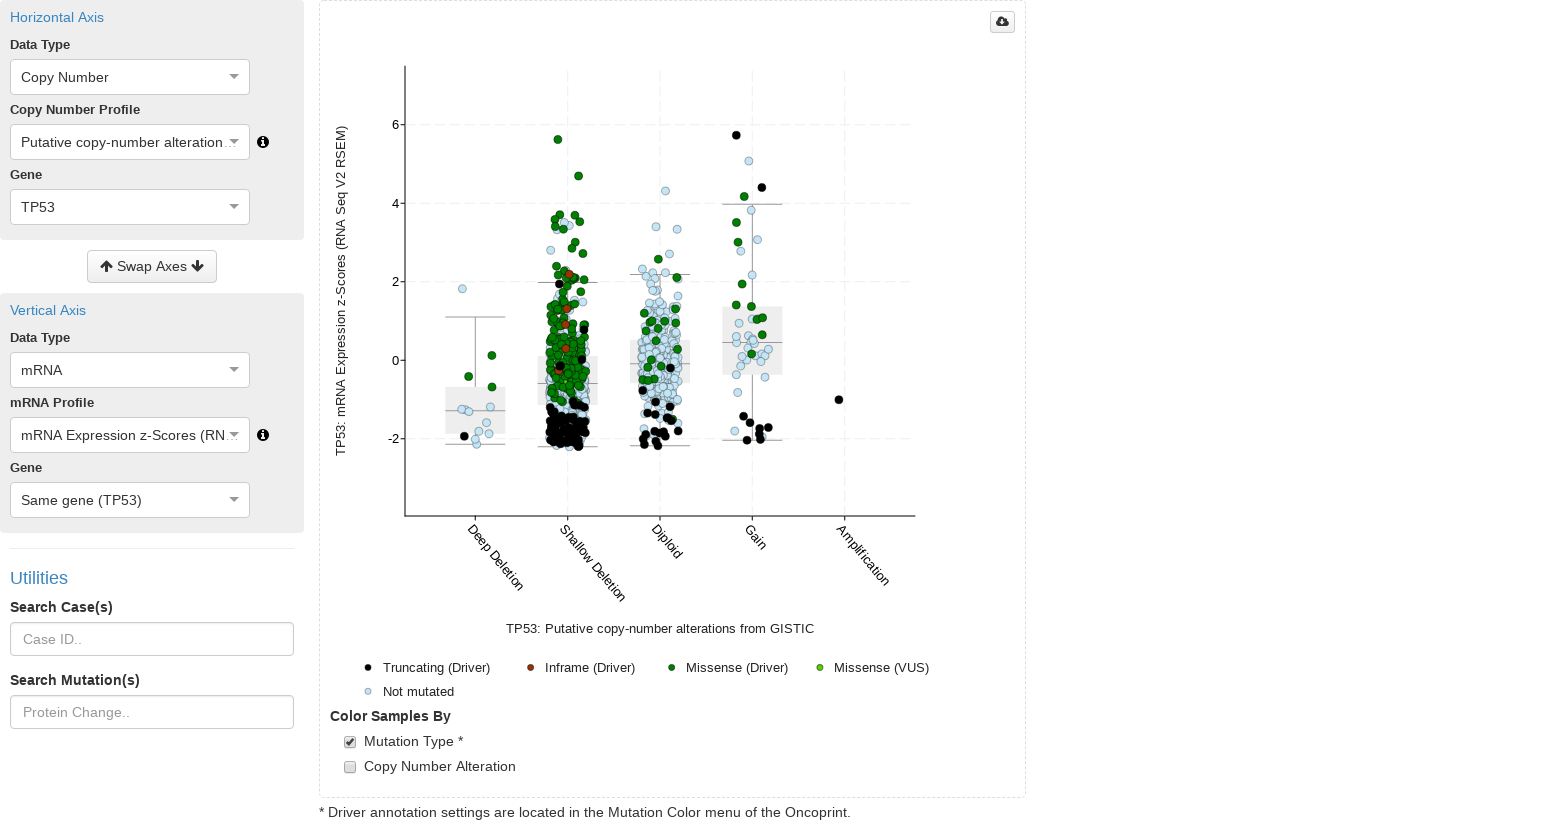 Horizontal Axis
Data Type
Copy Number
Copy Number Profile
Putative copy-number alteration...
Gene
TP53
Swap Axes
Vertical Axis
Data Type
mRNA
mRNA Profile
mRNA Expression z-Scores (RN...
Gene
Same gene (TP53)
Utilities
Search Case(s)
Case ID..
Search Mutation(s)
Protein Change..
TP53: mRNA Expression z-Scores (RNA Seq V2 RSEM)
6
4
2
0
-2
Deep Deletion
Shallow Deletion
Diploid
Gain
Amplification
TP53: Putative copy-number alterations from GISTIC
Truncating (Driver) Inframe (Driver) Missense (Driver) Missense (VUS)
Not mutated
Color Samples By
Mutation Type *
Copy Number Alteration
* Driver annotation settings are located in the Mutation Color menu of the Oncoprint.